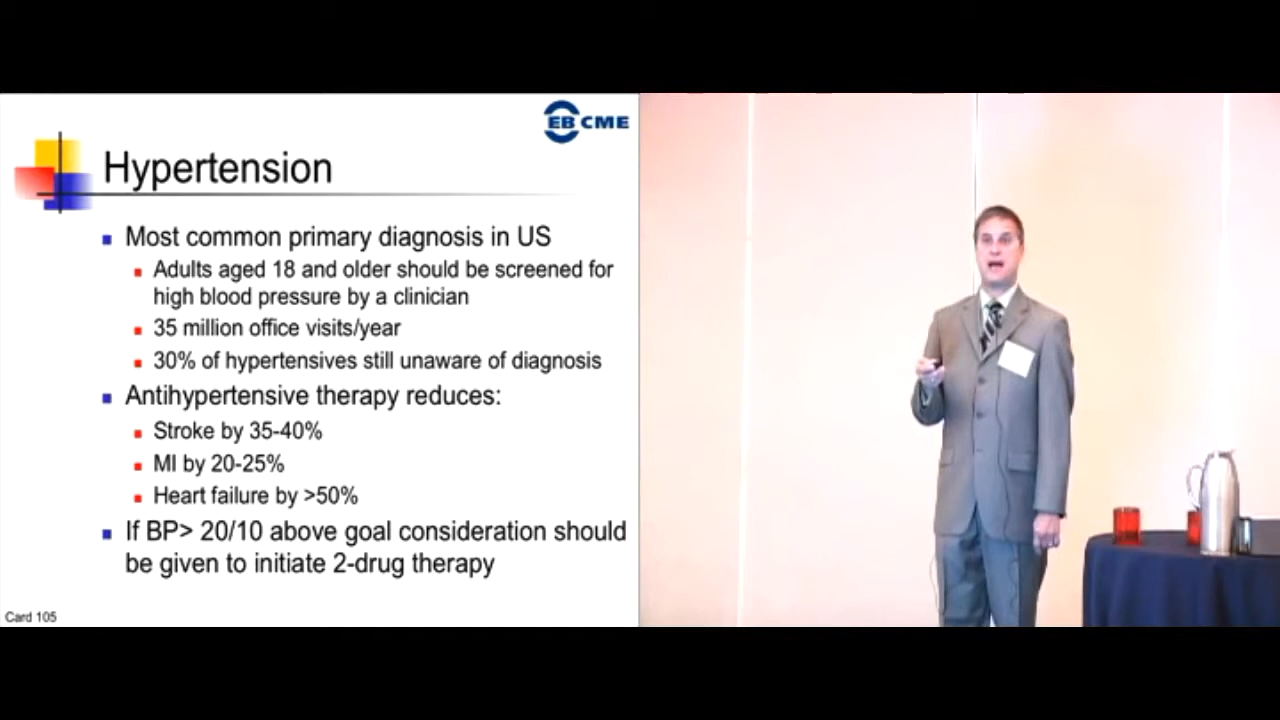 EB CME
Hypertension
Most common primary diagnosis in US
Adults aged 18 and older should be screened for
high blood pressure by a clinician
35 million office visits/year
30% of hypertensives still unaware of diagnosis
Antihypertensive therapy reduces:
Stroke by 35-40%
MI by 20-25%
Heart failure by >50%
If BP> 20/10 above goal consideration should
be given to initiate 2-drug therapy
Card 105